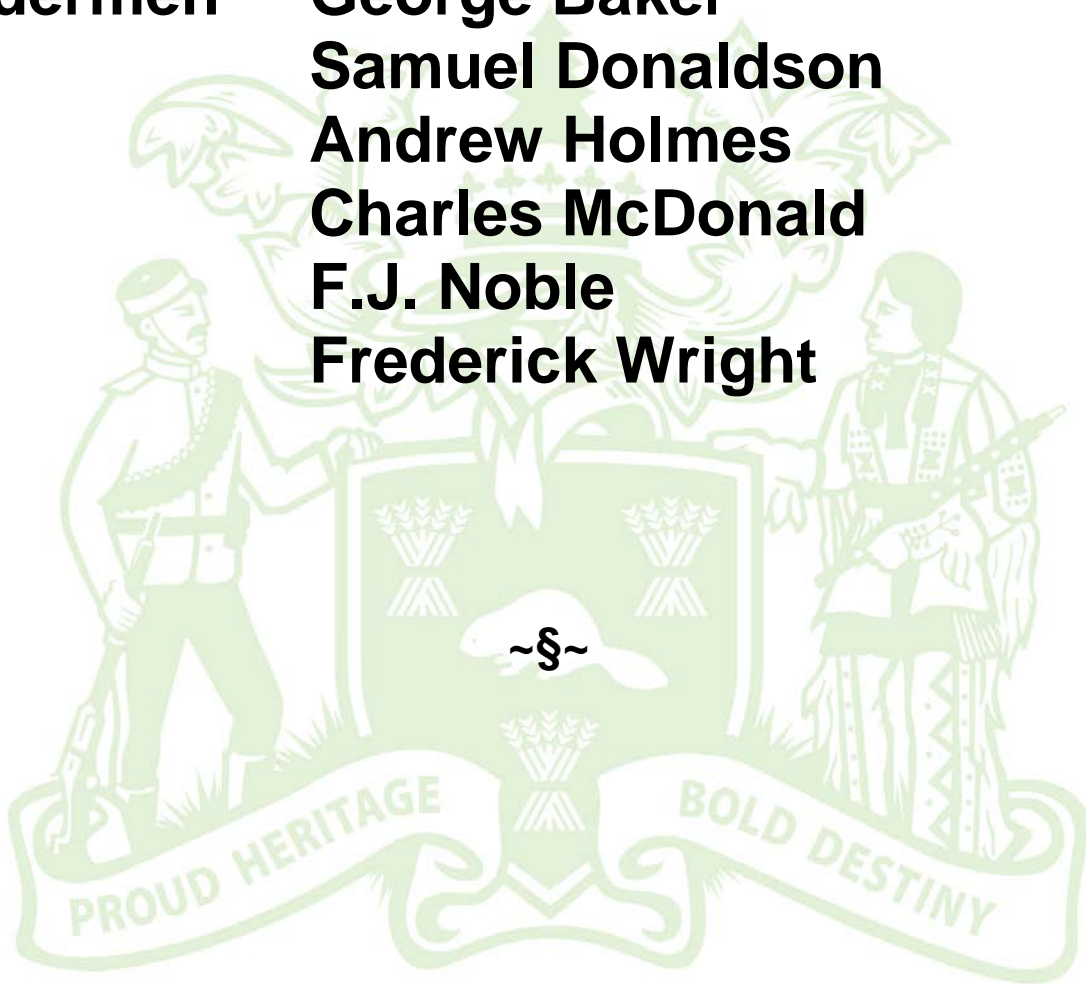 George Baker
Samuel Donaldson
Andrew Holmes
Charles McDonald
F.J. Noble
Frederick Wright
~§~
PROUD HERITAGE BOLD DESTINY